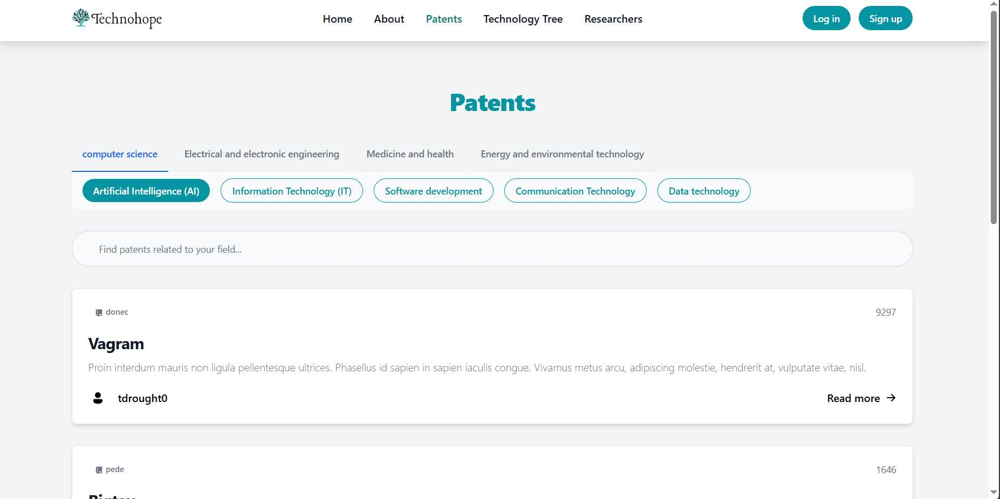 Technohope
Home About Patents Technology Tree Researchers
Log in Sign up
Patents
computer science Electrical and electronic engineering Medicine and health Energy and environmental technology
Artificial Intelligence (AI) Information Technology (IT) Software development Communication Technology Data technology
Find patents related to your field...
donec 9297
Vagram
Proin interdum mauris non ligula pellentesque ultrices. Phasellus id sapien in sapien iaculis congue. Vivamus metus arcu, adipiscing molestie, hendrerit at, vulputate vitae, nisl.
tdrought0 Read more →
pede 1646